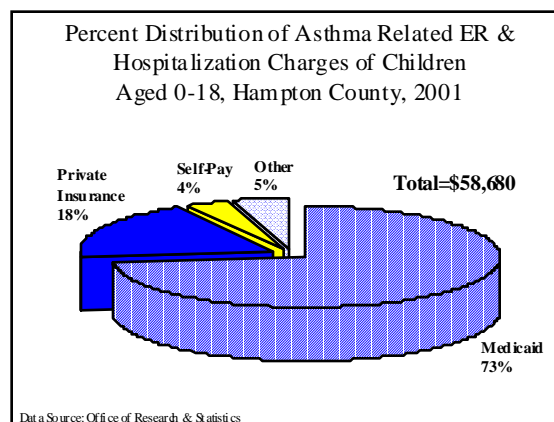 Percent Distribution of Asthma Related ER &
Hospitalization Charges of Children
Aged 0-18, Hampton County, 2001
Private
Insurance
18%
Self-Pay
4%
Other
5%
Total=$58,680
Medicaid
73%
Data Source: Office of Research & Statistics